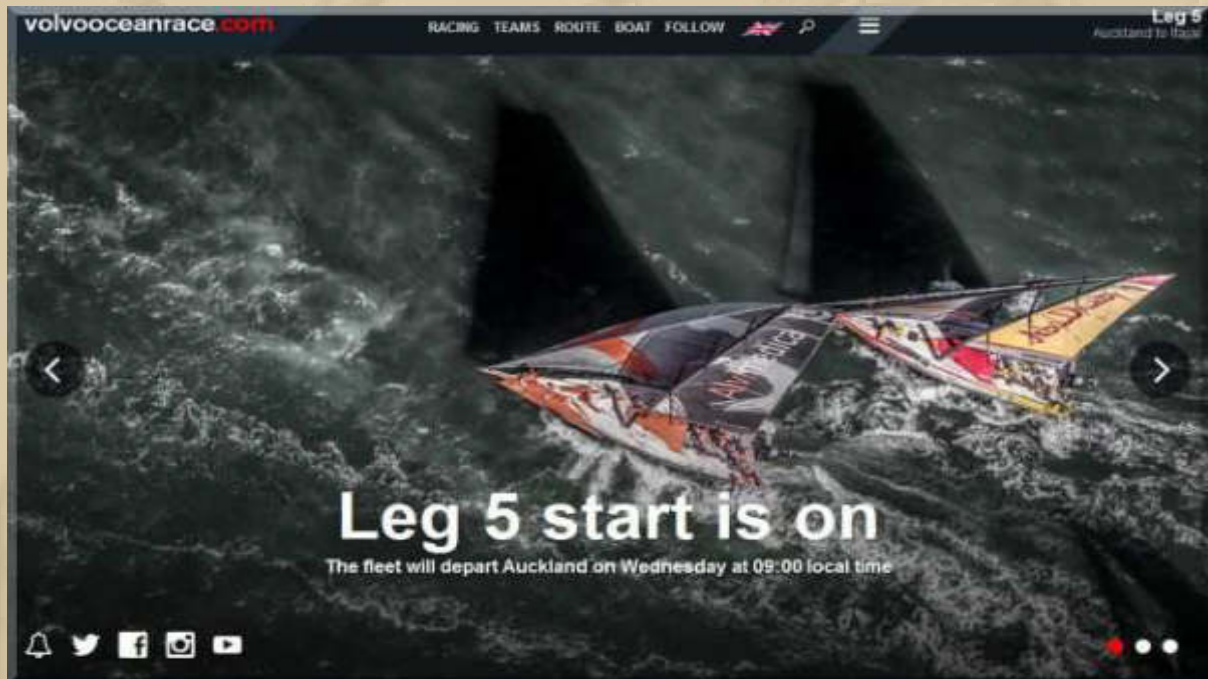 volvooceanrace.com
RACING TEAMS ROUTE BOAT FOLLOW
Leg 5
Auckland to Itajaí
Leg 5 start is on
The fleet will depart Auckland on Wednesday at 09:00 local time